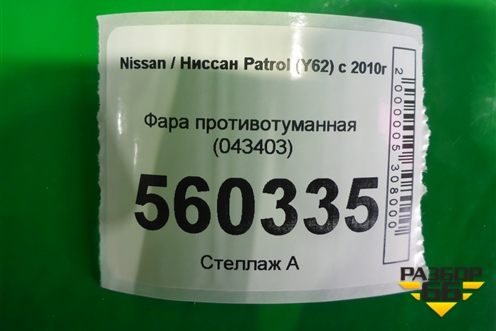 Nissan / Ниссан Patrol (Y62) с 2010г
Фара противотуманная
(043403)
560335
Стеллаж А
2000005308000
РАЗБОР
66